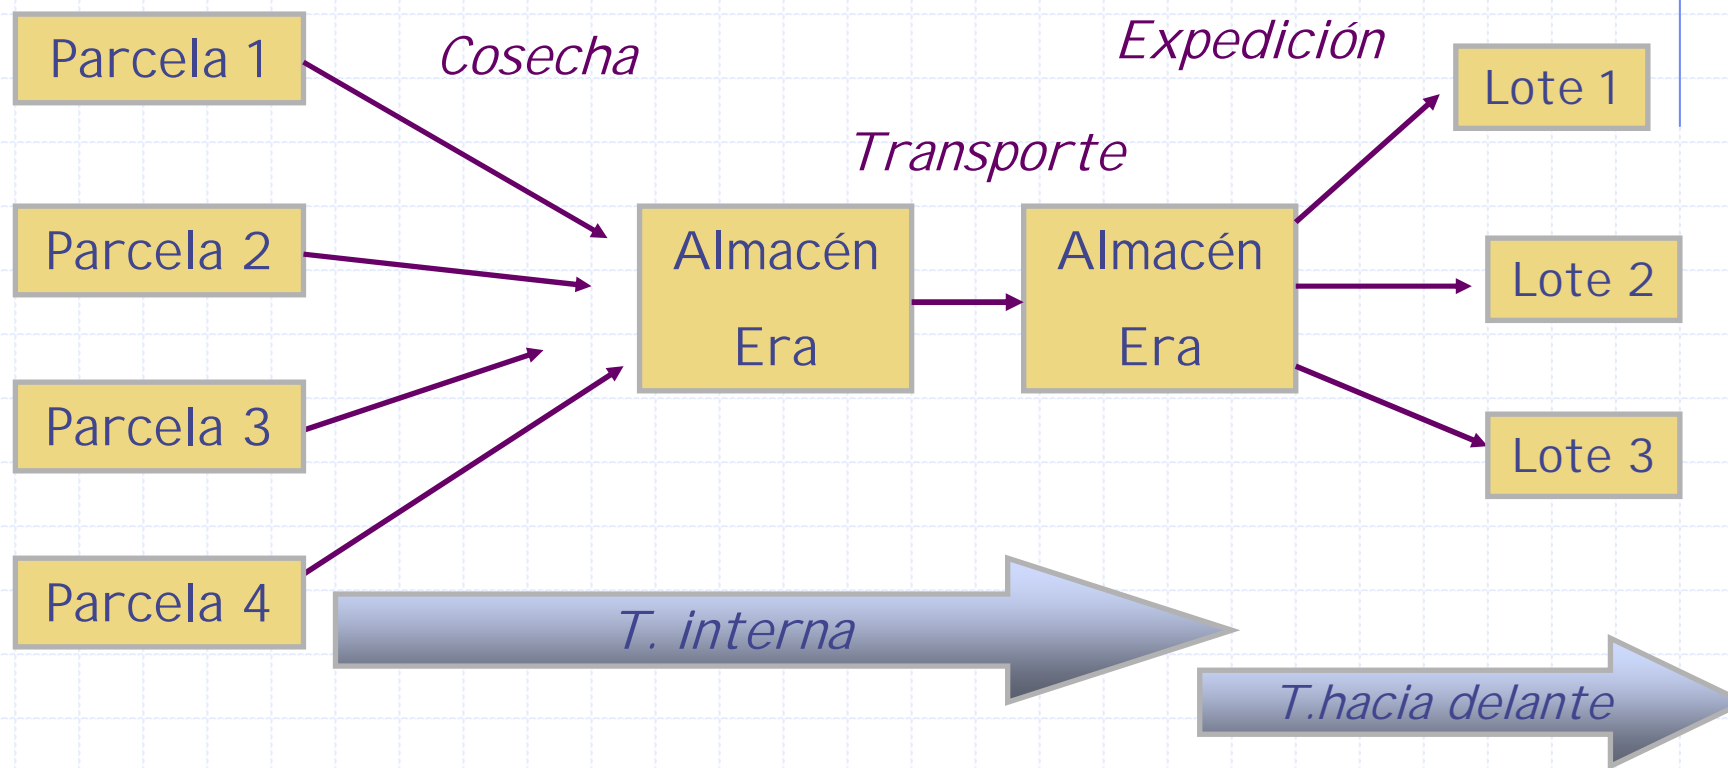 Parcela 1
Cosecha
Expedición
Lote 1
Transporte
Parcela 2
Almacén
Era
Almacén
Era
Lote 2
Parcela 3
Lote 3
Parcela 4
T. interna
T.hacia delante